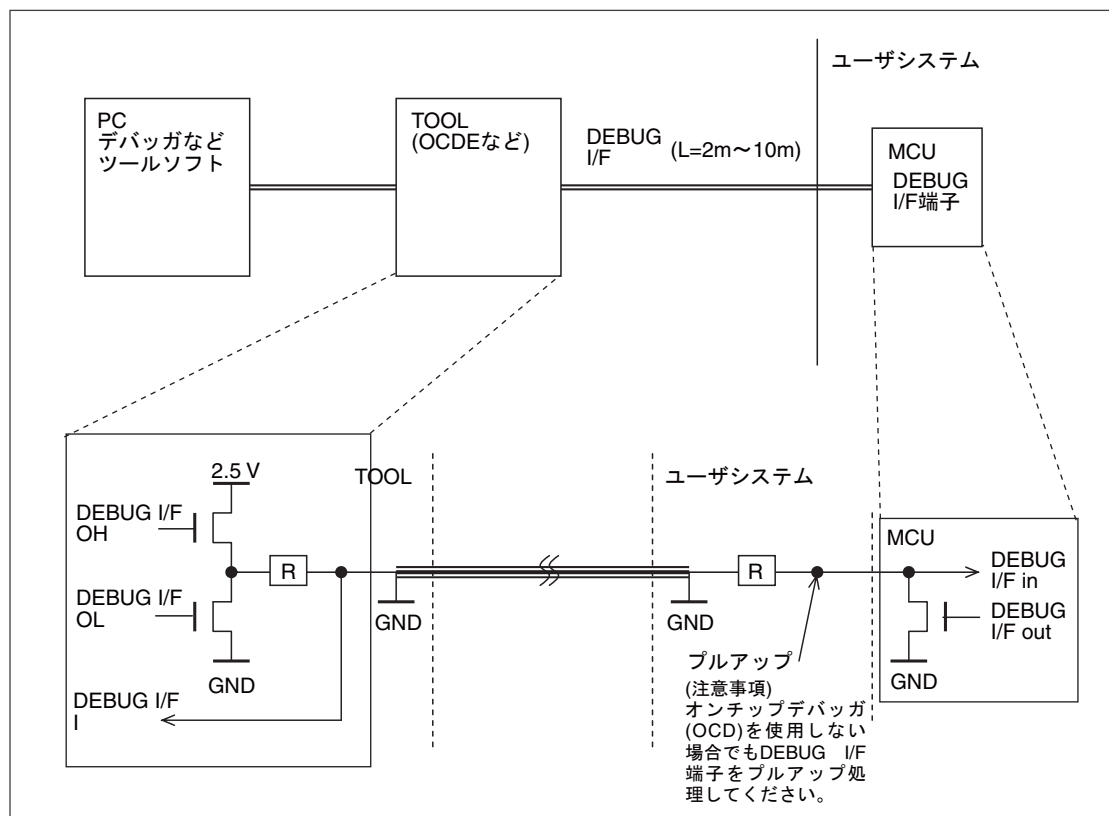 ユーザシステム
PC
デバッガなど
ツールソフト
TOOL
(OCDEなど)
DEBUG
I/F
(L=2m～10m)
MCU
DEBUG
I/F端子
TOOL
ユーザシステム
2.5 V
DEBUG I/F
OH
R
DEBUG I/F
OL
GND
DEBUG I/F
I
GND
GND
R
プルアップ
(注意事項)
オンチップデバッガ
(OCD)を使用しない
場合でもDEBUG I/F
端子をプルアップ処
理してください。
MCU
DEBUG
I/F in
DEBUG
I/F out
GND